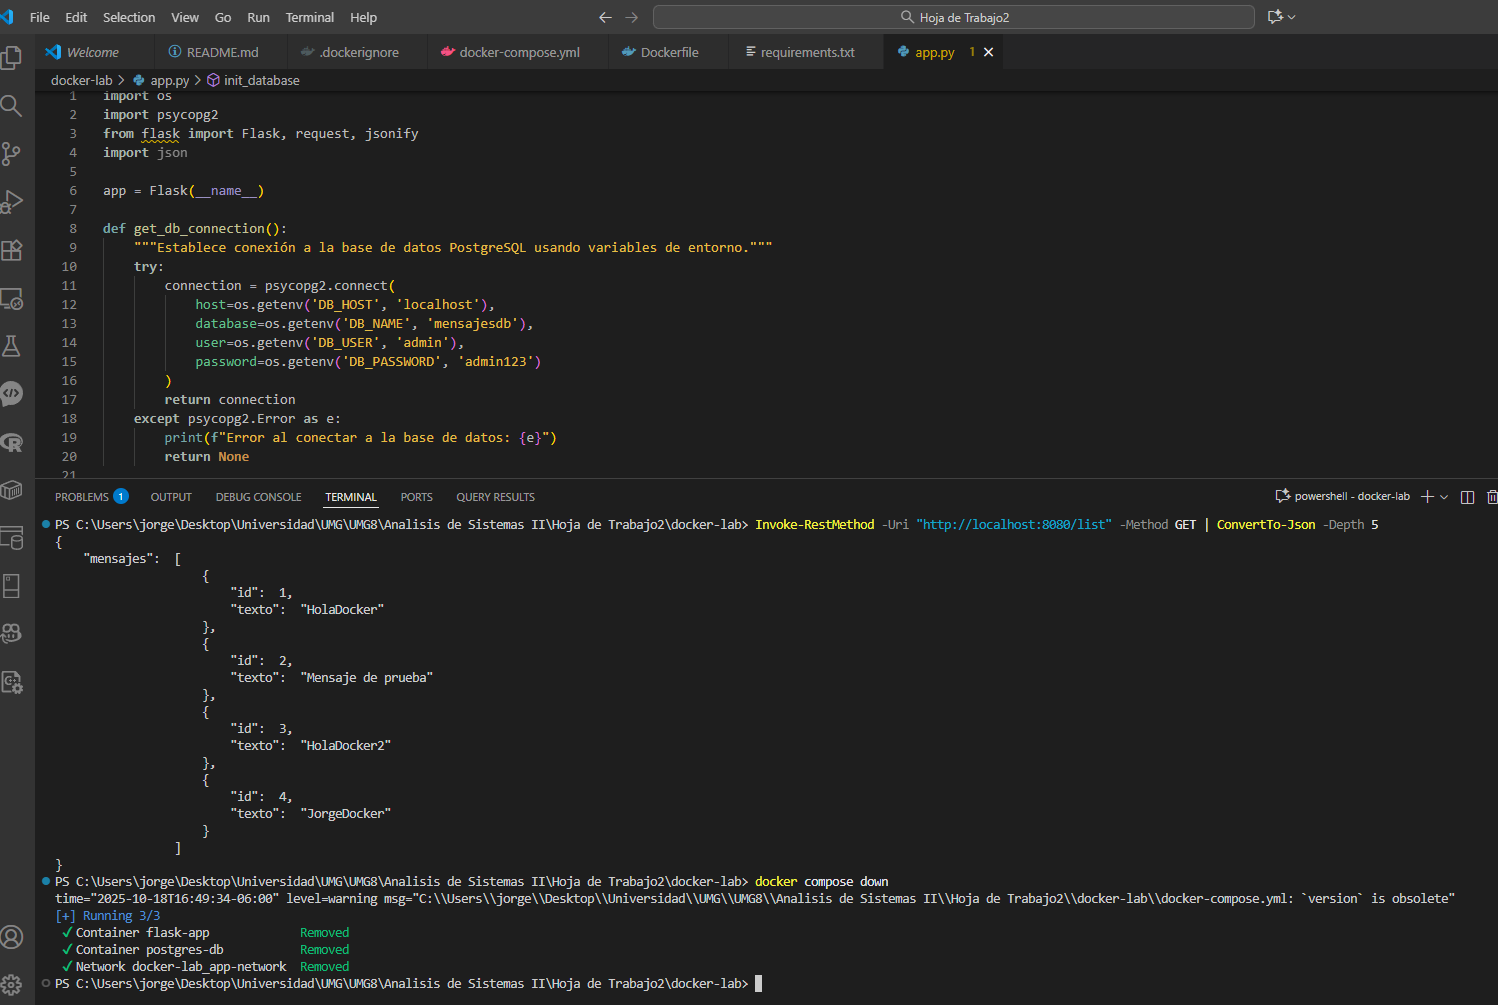 File Edit Selection View Go Run Terminal Help
Hoja de Trabajo2
Welcome README.md .dockerignore docker-compose.yml Dockerfile requirements.txt app.py 1
docker-lab > app.py > init_database
1 import os
2 import psycopg2
3 from flask import Flask, request, jsonify
4 import json
5
6 app = Flask(__name__)
7
8 def get_db_connection():
9 """Establece conexión a la base de datos PostgreSQL usando variables de entorno."""
10 try:
11 connection = psycopg2.connect(
12 host=os.getenv('DB_HOST', 'localhost'),
13 database=os.getenv('DB_NAME', 'mensajesdb'),
14 user=os.getenv('DB_USER', 'admin'),
15 password=os.getenv('DB_PASSWORD', 'admin123')
16 )
17 return connection
18 except psycopg2.Error as e:
19 print(f"Error al conectar a la base de datos: {e}")
20 return None
21
PROBLEMS 1 OUTPUT DEBUG CONSOLE TERMINAL PORTS QUERY RESULTS
powershell - docker-lab
PS C:\Users\jorge\Desktop\Universidad\UMG\UMG8\Analisis de Sistemas II\Hoja de Trabajo2\docker-lab> Invoke-RestMethod -Uri "http://localhost:8080/list" -Method GET | ConvertTo-Json -Depth 5
{
"mensajes": [
{
"id": 1,
"texto": "HolaDocker"
},
{
"id": 2,
"texto": "Mensaje de prueba"
},
{
"id": 3,
"texto": "HolaDocker2"
},
{
"id": 4,
"texto": "JorgeDocker"
}
]
}
PS C:\Users\jorge\Desktop\Universidad\UMG\UMG8\Analisis de Sistemas II\Hoja de Trabajo2\docker-lab> docker compose down
time="2025-10-18T16:49:34-06:00" level=warning msg="C:\\Users\\jorge\\Desktop\\Universidad\\UMG\\UMG8\\Analisis de Sistemas II\\Hoja de Trabajo2\\docker-lab\\docker-compose.yml: `version` is obsolete"
[+] Running 3/3
✓Container flask-app Removed
✓Container postgres-db Removed
✓Network docker-lab_app-network Removed
PS C:\Users\jorge\Desktop\Universidad\UMG\UMG8\Analisis de Sistemas II\Hoja de Trabajo2\docker-lab>